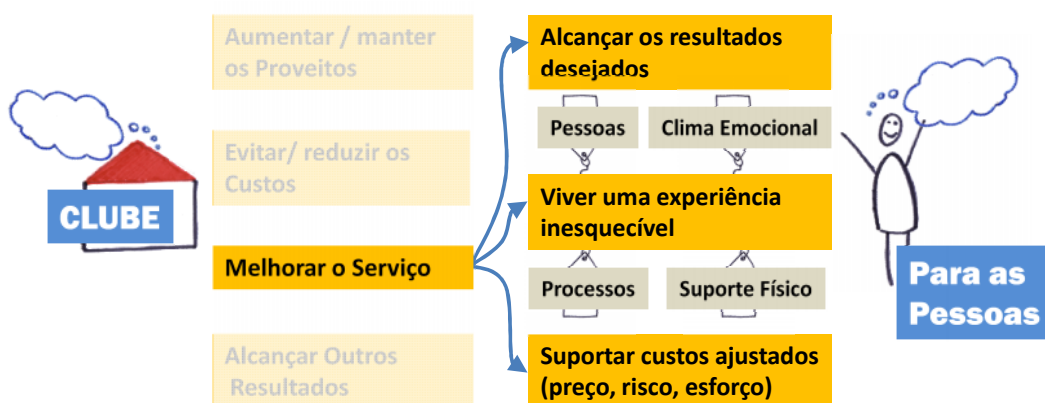 CLUBE
Aumentar / manter
os Proveitos
Evitar/ reduzir os
Custos
Melhorar o Serviço
Alcançar Outros
Resultados
Alcançar os resultados
desejados
Pessoas
Clima Emocional
Viver uma experiência
inesquecível
Processos
Suporte Físico
Suportar custos ajustados
(preço, risco, esforço)
Para as
Pessoas